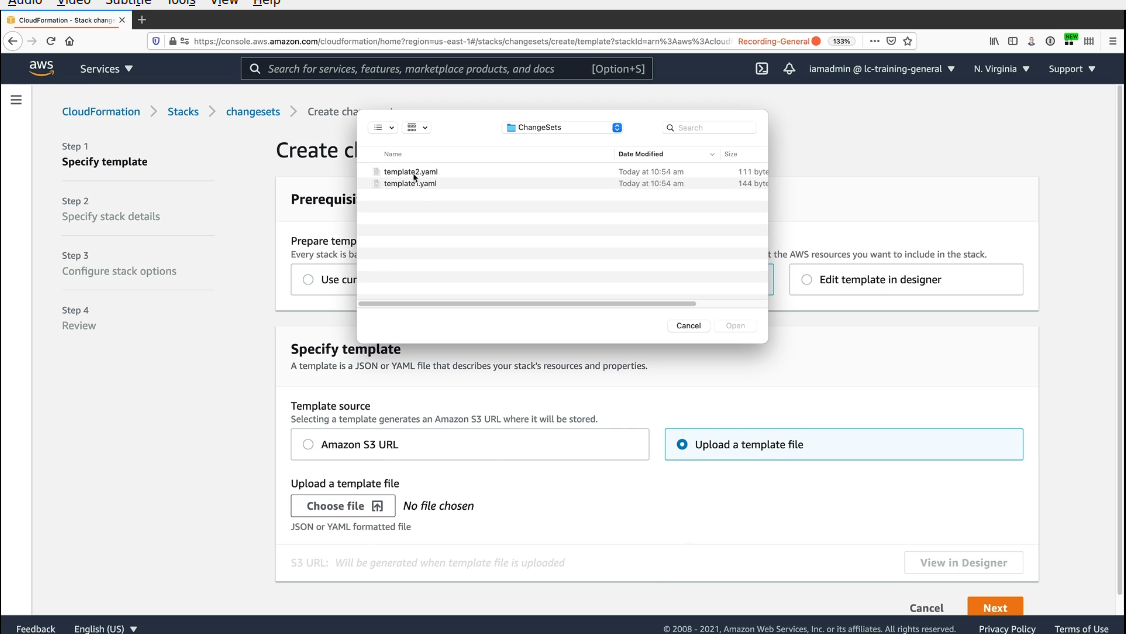 Audio Video Subtitle Tools View Help
CloudFormation - Stack chang
https://console.aws.amazon.com/cloudformation/home?region=us-east-1#/stacks/changesets/create/template?stackId=arn%3Aaws%3Acloud
Recording-General
133%
NEW
aws
Services
Search for services, features, marketplace products, and docs
[Option+S]
iamadmin @ lc-training-general
N. Virginia
Support
CloudFormation
Stacks
changesets
Create cha
Step 1
Specify template
Step 2
Specify stack details
Step 3
Configure stack options
Step 4
Review
Create c
ChangeSets
Search
Name
Date Modified
Size
template2.yaml
Today at 10:54 am
111 byte
template1.yaml
Today at 10:54 am
144 byte
Cancel
Open
Prerequisi
Prepare temp
Every stack is ba
t the AWS resources you want to include in the stack.
Use cur
Edit template in designer
Specify template
A template is a JSON or YAML file that describes your stack's resources and properties.
Template source
Selecting a template generates an Amazon S3 URL where it will be stored.
Amazon S3 URL
Upload a template file
Upload a template file
Choose file
No file chosen
JSON or YAML formatted file
S3 URL: Will be generated when template file is uploaded
View in Designer
Cancel
Next
Feedback
English (US)
© 2008 - 2021, Amazon Web Services, Inc. or its affiliates. All rights reserved.
Privacy Policy
Terms of Use